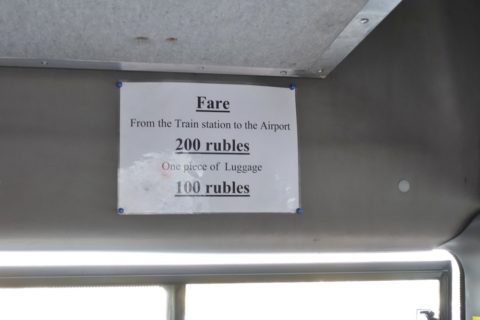 Fare
From the Train station to the Airport
200 rubles
One piece of Luggage
100 rubles